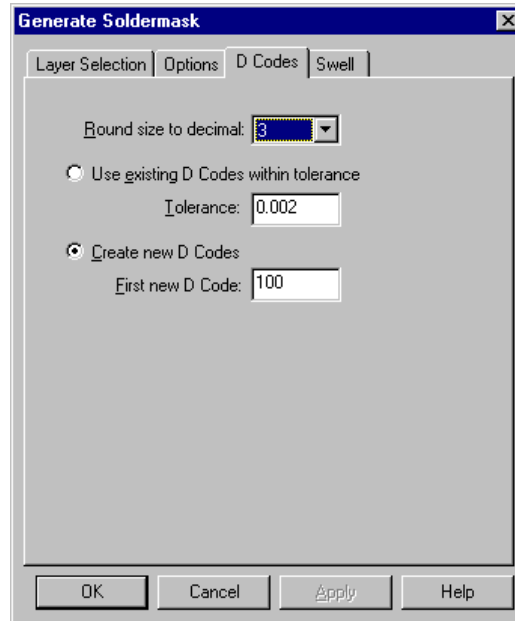 Generate Soldermask
Layer Selection Options D Codes Swell
Round size to decimal: 3
Use existing D Codes within tolerance
Tolerance: 0.002
Create new D Codes
First new D Code: 100
OK Cancel Apply Help